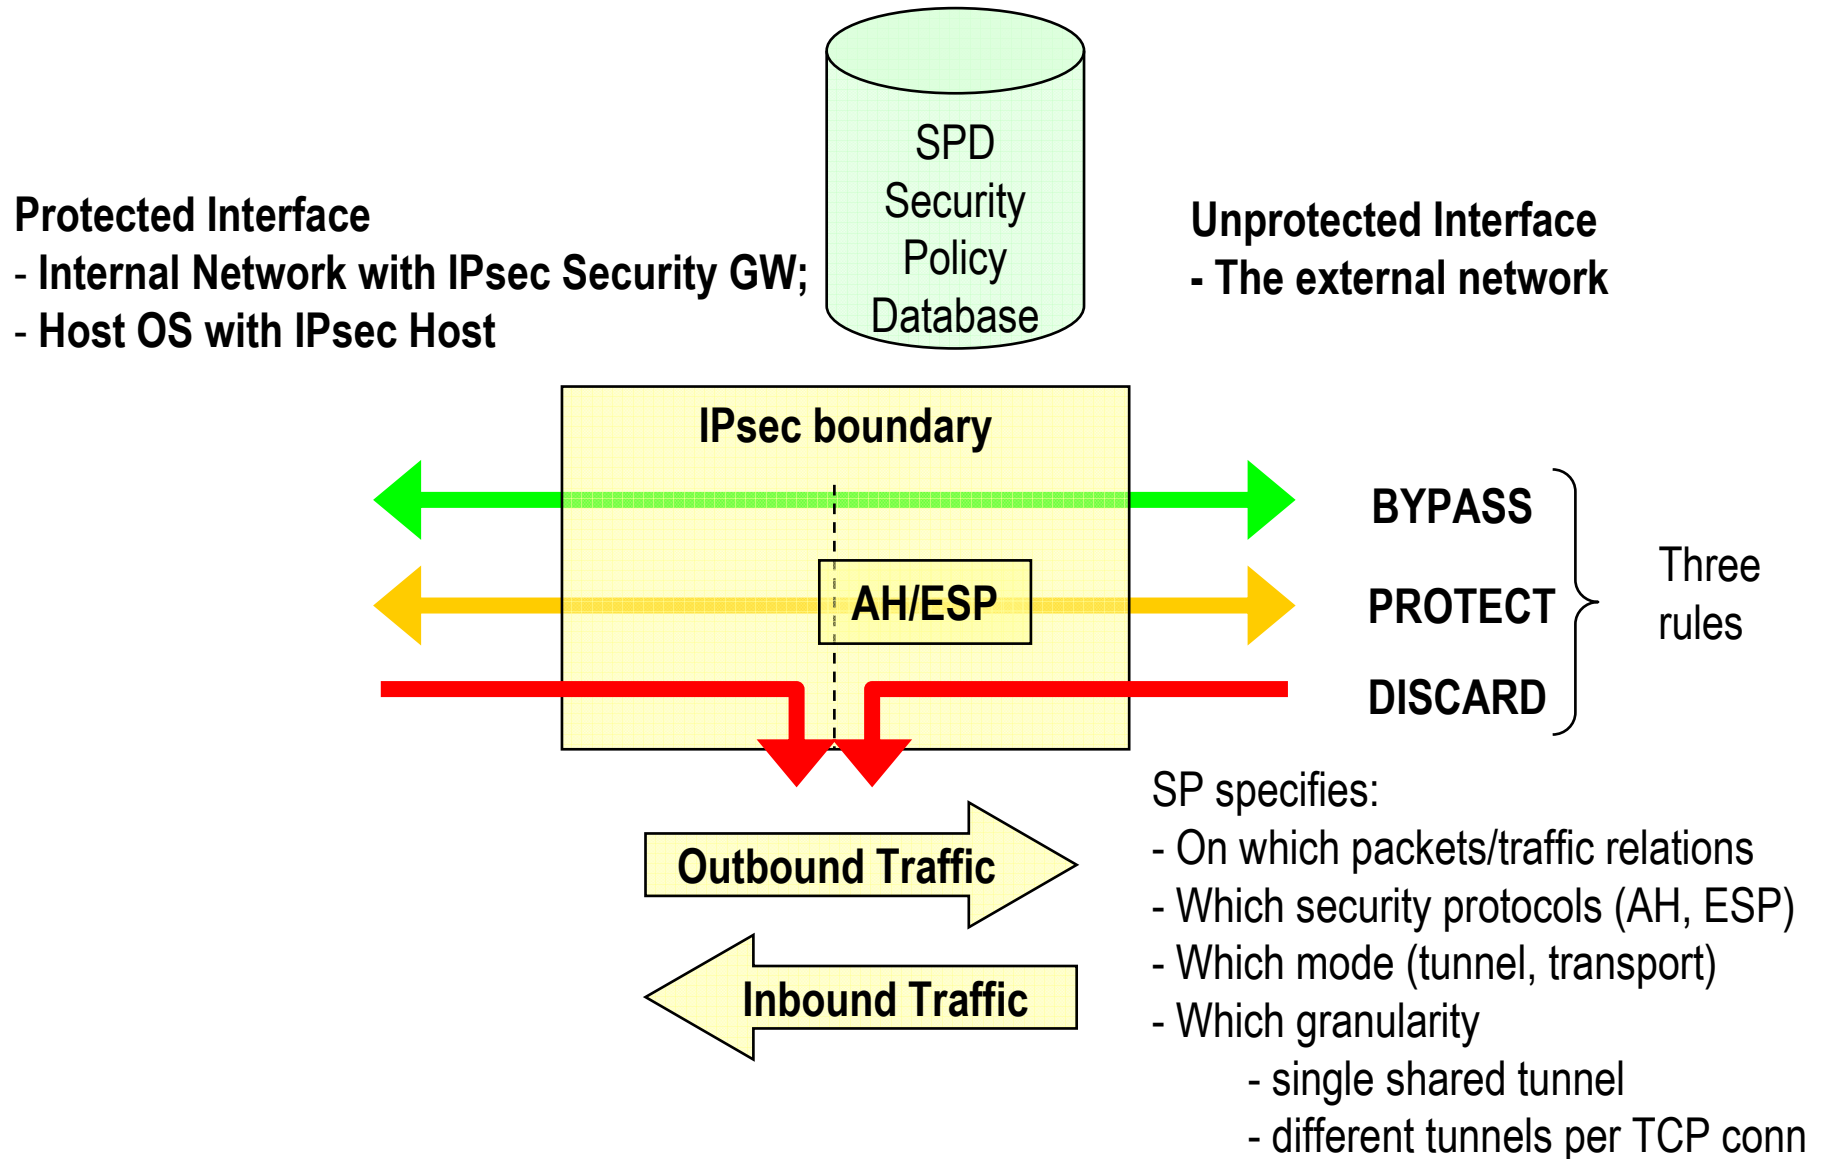 SPD
Security
Policy
Database
Protected Interface
- Internal Network with IPsec Security GW;
- Host OS with IPsec Host
Unprotected Interface
- The external network
IPsec boundary
BYPASS
AH/ESP
PROTECT
DISCARD
Three
rules
Outbound Traffic
Inbound Traffic
SP specifies:
- On which packets/traffic relations
- Which security protocols (AH, ESP)
- Which mode (tunnel, transport)
- Which granularity
- single shared tunnel
- different tunnels per TCP conn